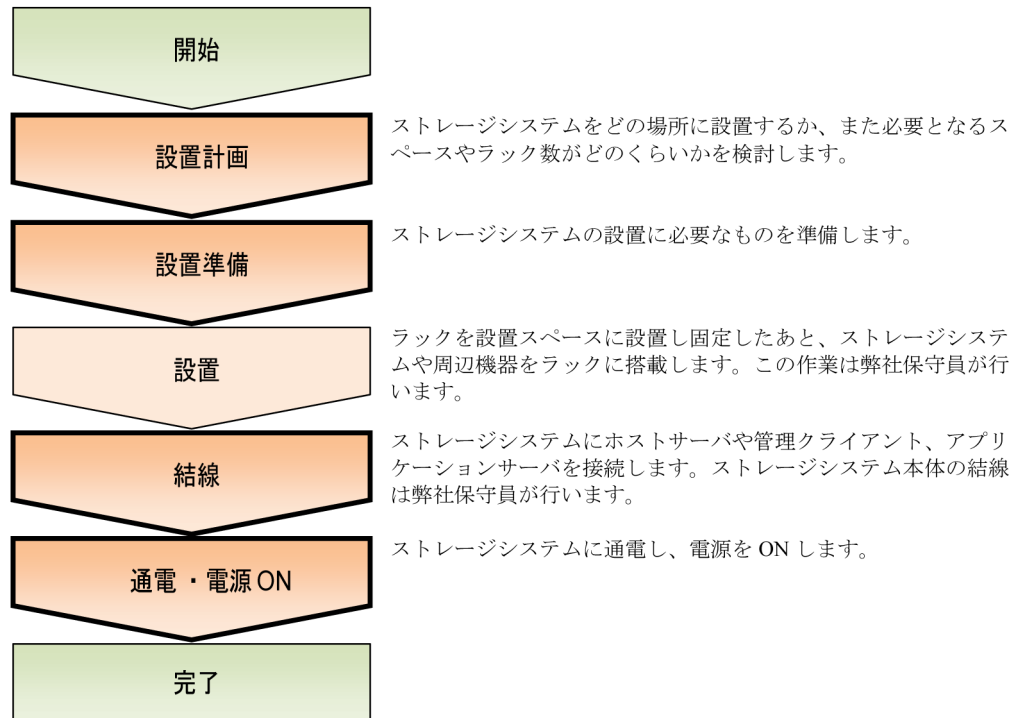 開始
設置計画
ストレージシステムをどの場所に設置するか、また必要となるス
ペースやラック数がどのくらいかを検討します。
設置準備
ストレージシステムの設置に必要なものを準備します。
設置
ラックを設置スペースに設置し固定したあと、ストレージシステ
ムや周辺機器をラックに搭載します。この作業は弊社保守員が行
います。
結線
ストレージシステムにホストサーバや管理クライアント、アプリ
ケーションサーバを接続します。ストレージシステム本体の結線
は弊社保守員が行います。
通電・電源ON
ストレージシステムに通電し、電源を ON します。
完了